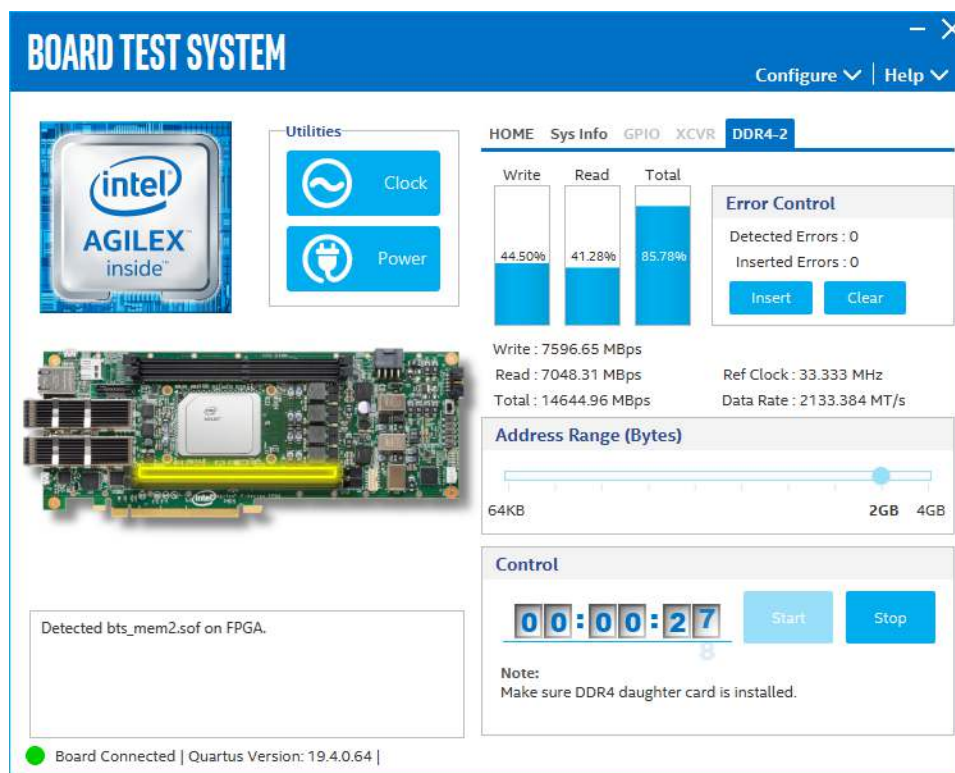 BOARD TEST SYSTEM
Configure | Help
intel
AGILEX
inside
Utilities
Clock
Power
HOME Sys Info GPIO XCVR DDR4-2
Write Read Total
44.50% 41.28% 85.78%
Error Control
Detected Errors : 0
Inserted Errors : 0
Insert Clear
Write : 7596.65 MBps
Read : 7048.31 MBps
Total : 14644.96 MBps
Ref Clock : 33.333 MHz
Data Rate : 2133.384 MT/s
Address Range (Bytes)
64KB 2GB 4GB
Control
00:00:27
8
Start Stop
Note:
Make sure DDR4 daughter card is installed.
intel
Detected bts_mem2.sof on FPGA.
Board Connected | Quartus Version: 19.4.0.64 |